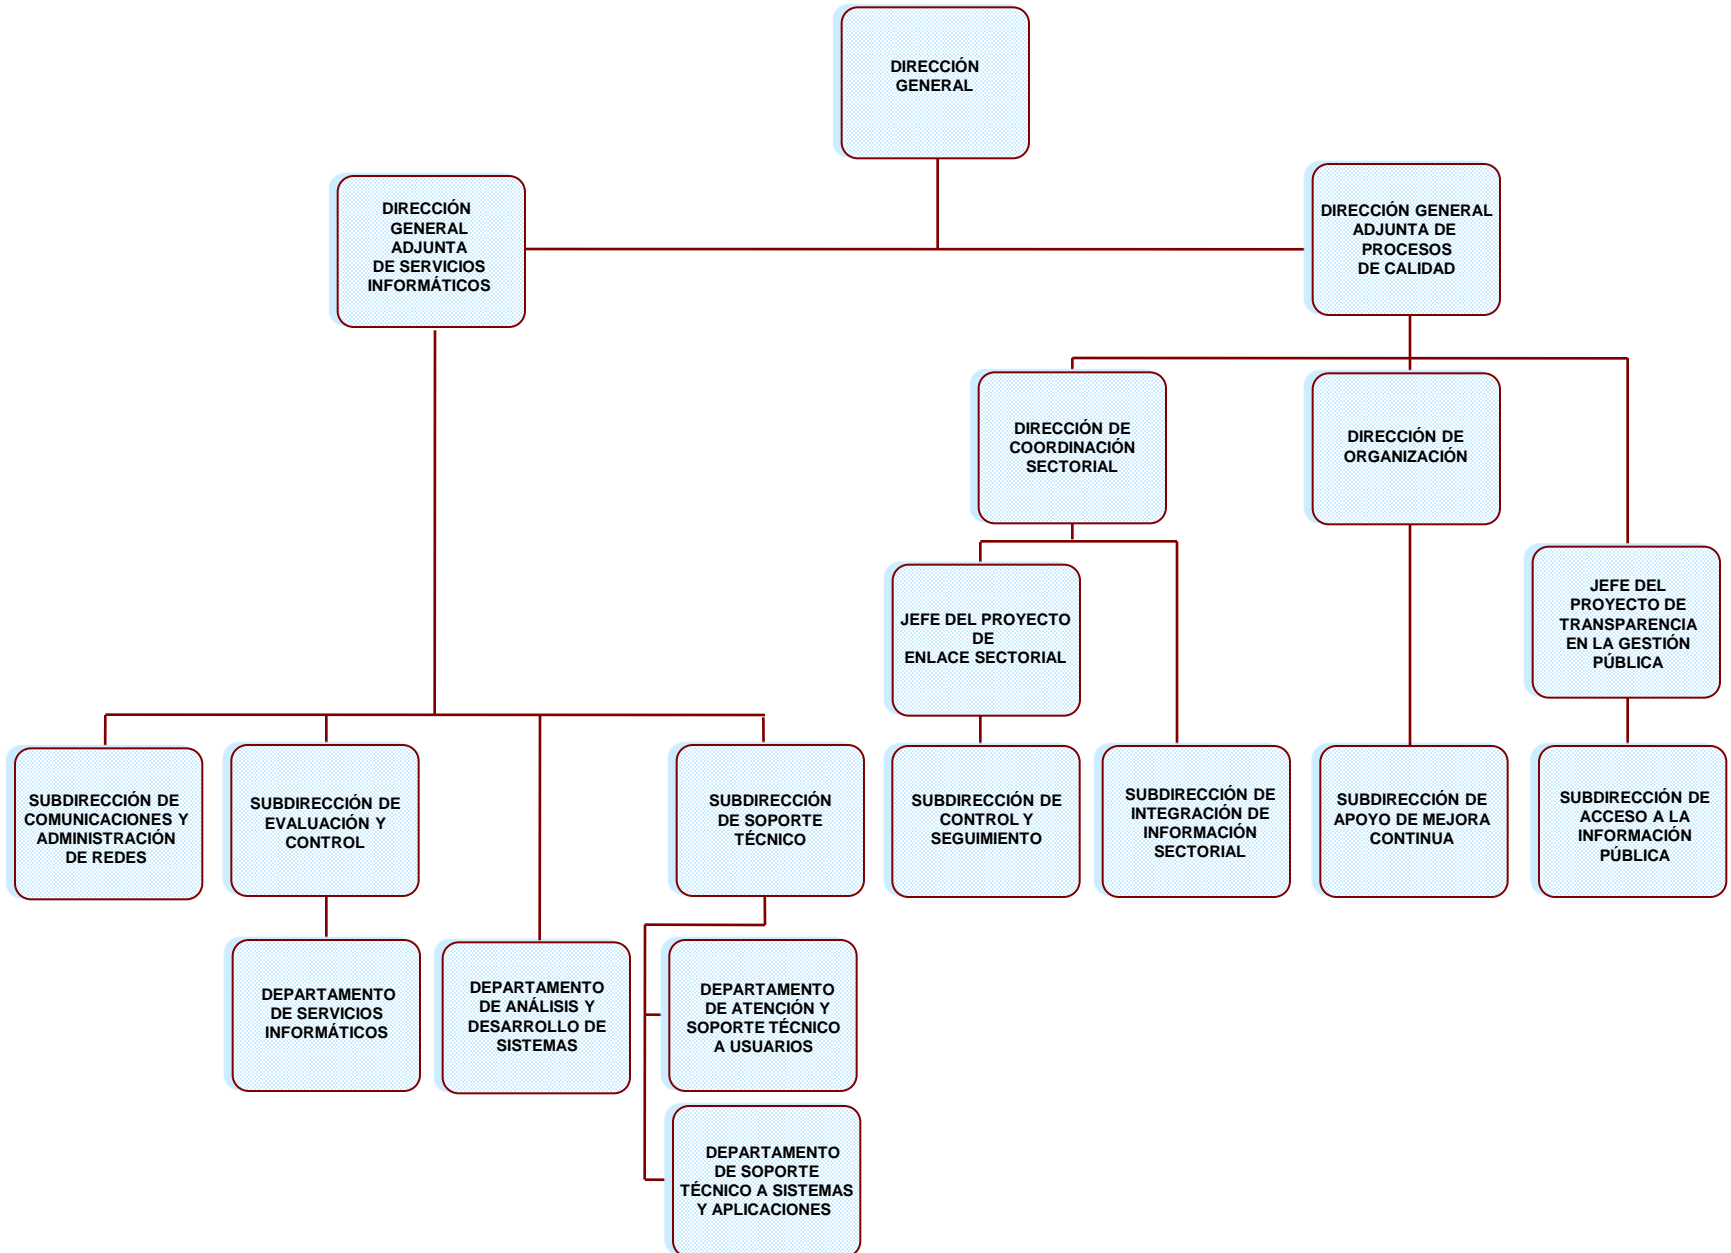 DIRECCIÓN
GENERAL
DIRECCIÓN
GENERAL
ADJUNTA
DE SERVICIOS
INFORMÁTICOS
DIRECCIÓN GENERAL
ADJUNTA DE
PROCESOS
DE CALIDAD
DIRECCIÓN DE
COORDINACIÓN
SECTORIAL
DIRECCIÓN DE
ORGANIZACIÓN
JEFE DEL PROYECTO
DE
ENLACE SECTORIAL
JEFE DEL
PROYECTO DE
TRANSPARENCIA
EN LA GESTIÓN
PÚBLICA
SUBDIRECCIÓN DE
COMUNICACIONES Y
ADMINISTRACIÓN
DE REDES
SUBDIRECCIÓN DE
EVALUACIÓN Y
CONTROL
SUBDIRECCIÓN
DE SOPORTE
TÉCNICO
SUBDIRECCIÓN DE
CONTROL Y
SEGUIMIENTO
SUBDIRECCIÓN DE
INTEGRACIÓN DE
INFORMACIÓN
SECTORIAL
SUBDIRECCIÓN DE
APOYO DE MEJORA
CONTINUA
SUBDIRECCIÓN DE
ACCESO A LA
INFORMACIÓN
PÚBLICA
DEPARTAMENTO
DE SERVICIOS
INFORMÁTICOS
DEPARTAMENTO
DE ANÁLISIS Y
DESARROLLO DE
SISTEMAS
DEPARTAMENTO
DE ATENCIÓN Y
SOPORTE TÉCNICO
A USUARIOS
DEPARTAMENTO
DE SOPORTE
TÉCNICO A SISTEMAS
Y APLICACIONES